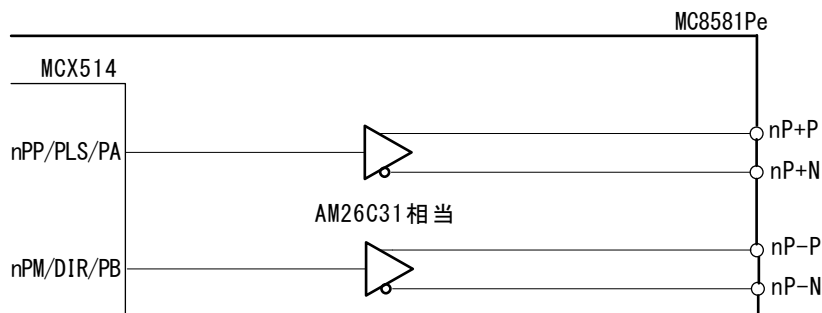 MC8581Pe
MCX514
nP+P
nPP/PLS/PA
nP+N
AM26C31相当
nP-P
nPM/DIR/PB
nP-N